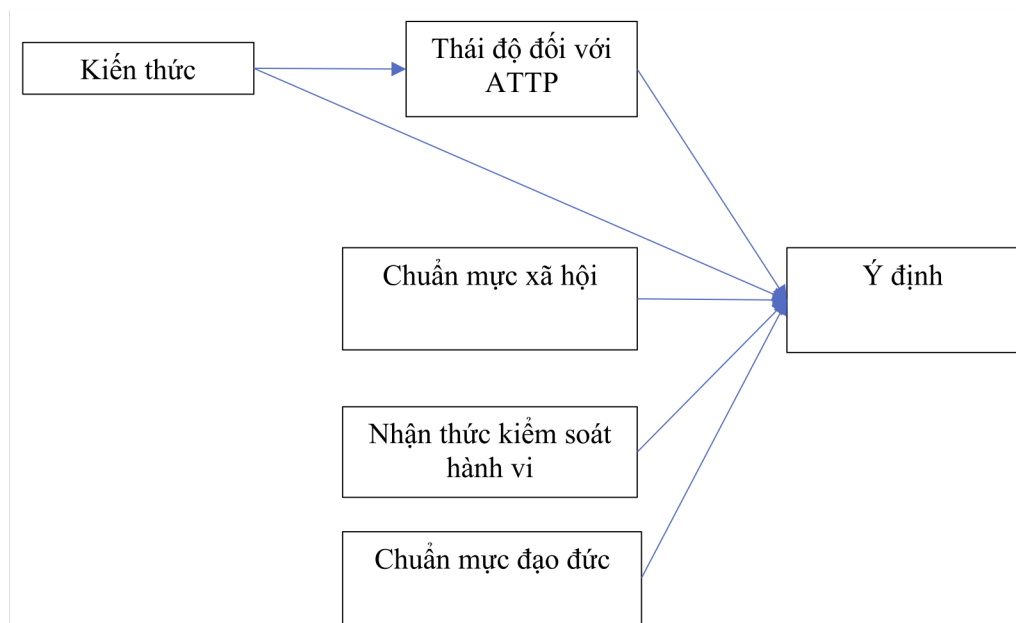 Kiến thức
Thái độ đối với
ATTP
Chuẩn mực xã hội
Ý định
Nhận thức kiểm soát
hành vi
Chuẩn mực đạo đức